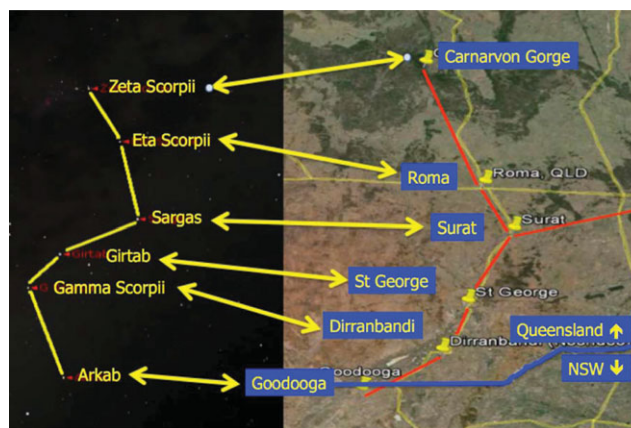 Carnarvon Gorge
Zeta Scorpii
Eta Scorpii
Roma
Roma, QLD
Sargas
Surat
Surat
Girtab
Girtab
St George
St George
Gamma Scorpii
G
Dirranbandi
Queensland ↑
Dirranbandi
NSW ↓
Arkab
Goodooga
Goodooga